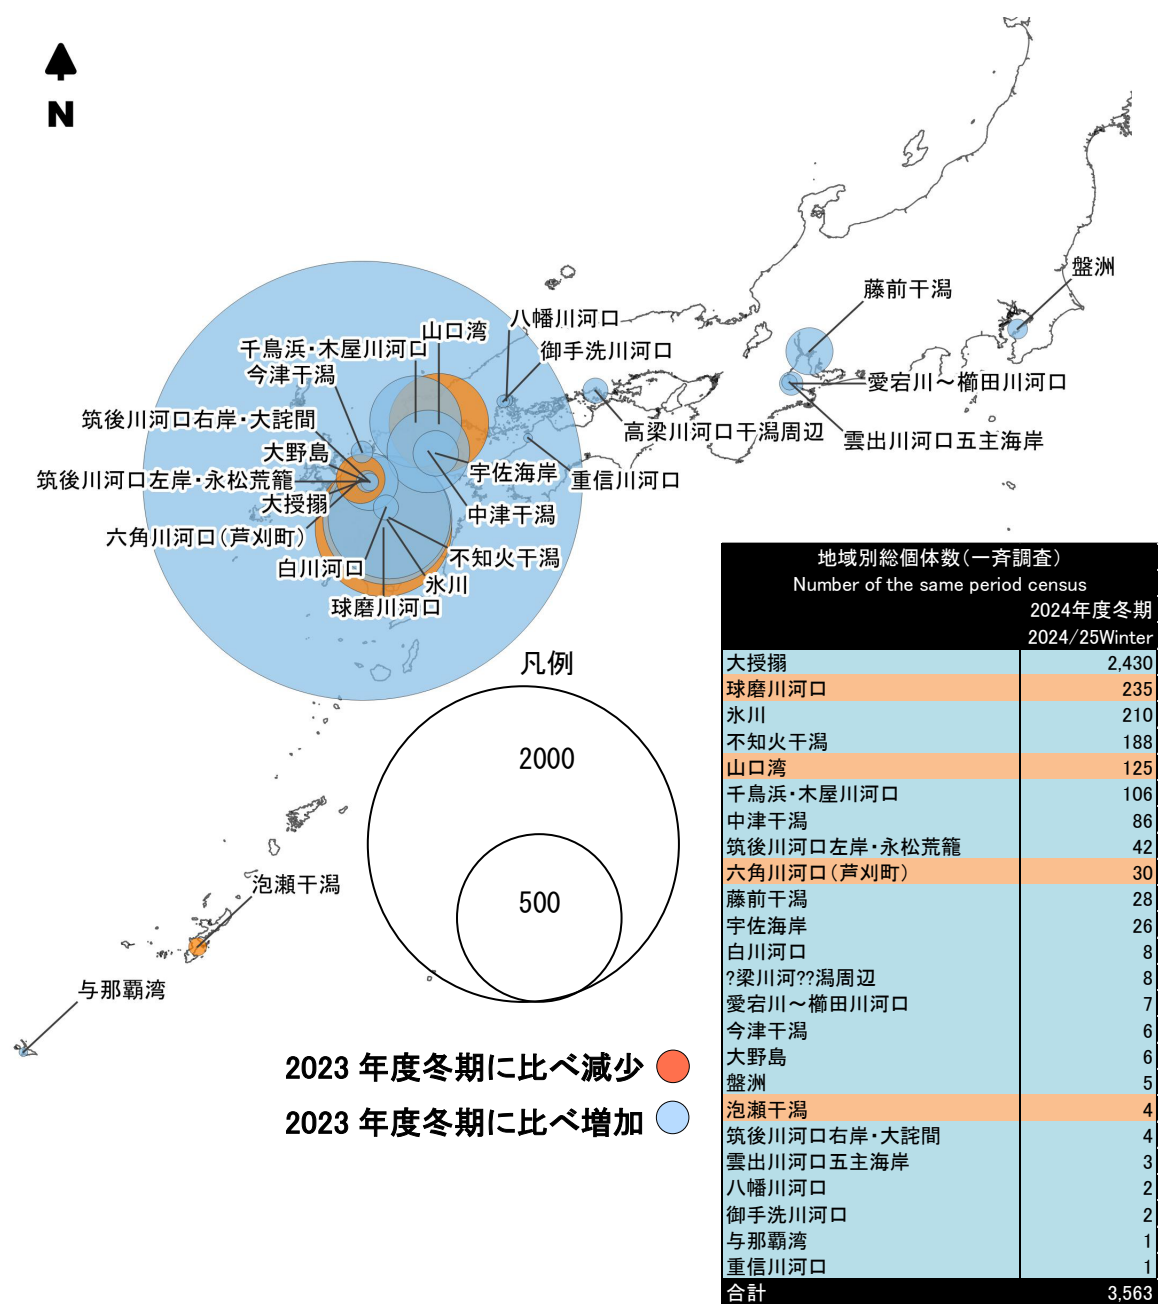 N
盤洲
藤前干潟
八幡川河口
山口湾
千鳥浜・木屋川河口
御手洗川河口
今津干潟
愛宕川～櫛田川河口
筑後川河口右岸・大詫間
高梁川河口干潟周辺
雲出川河口五主海岸
大野島
宇佐海岸
筑後川河口左岸・永松荒籠
重信川河口
大授搦
中津干潟
六角川河口（芦刈町）
不知火干潟
白川河口
氷川
球磨川河口
泡瀬干潟
与那覇湾
凡例
2000
500
2023 年度冬期に比べ減少
2023 年度冬期に比べ増加
地域別総個体数（一斉調査）
Number of the same period census
2024年度冬期
2024/25Winter
大授搦 2,430
球磨川河口 235
氷川 210
不知火干潟 188
山口湾 125
千鳥浜・木屋川河口 106
中津干潟 86
筑後川河口左岸・永松荒籠 42
六角川河口（芦刈町） 30
藤前干潟 28
宇佐海岸 26
白川河口 8
?梁川河??潟周辺 8
愛宕川～櫛田川河口 7
今津干潟 6
大野島 6
盤洲 5
泡瀬干潟 4
筑後川河口右岸・大詫間 4
雲出川河口五主海岸 3
八幡川河口 2
御手洗川河口 2
与那覇湾 1
重信川河口 1
合計 3,563